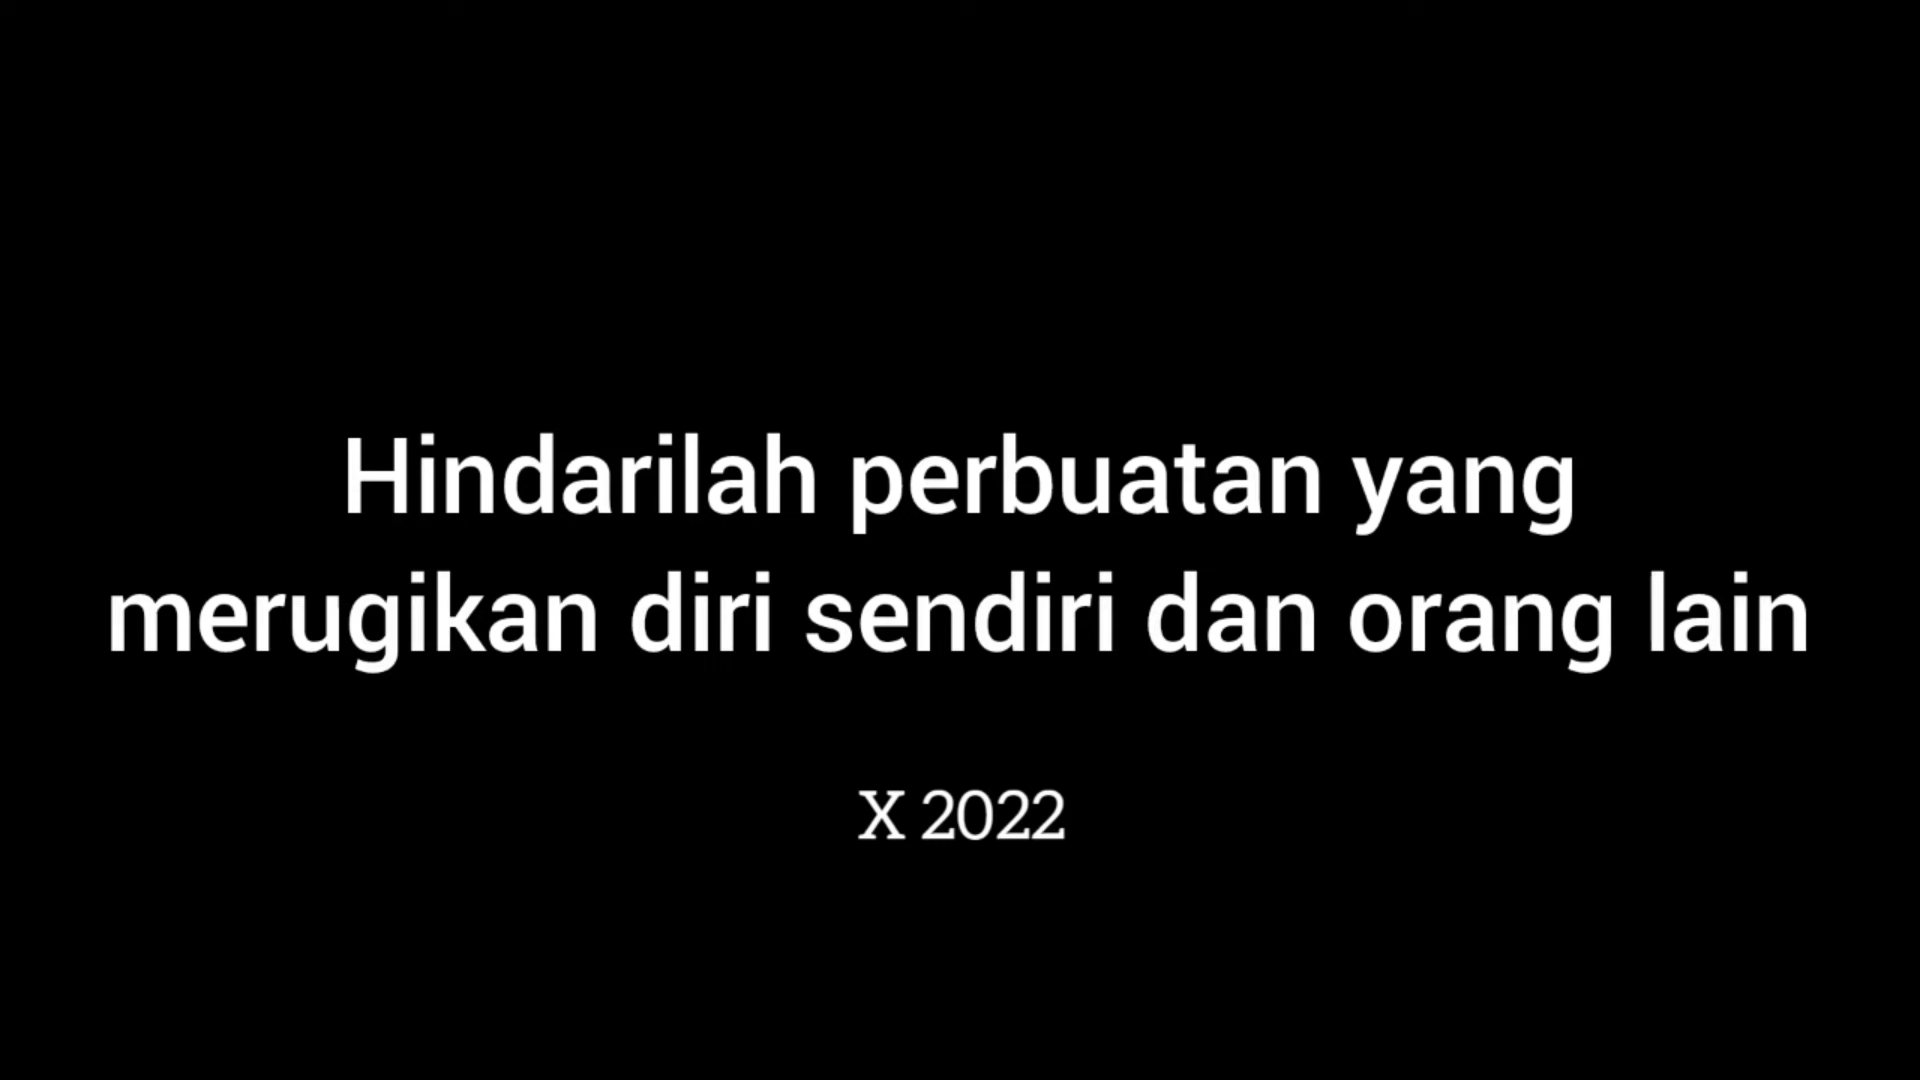 Hindarilah perbuatan yang
merugikan diri sendiri dan orang lain
X 2022